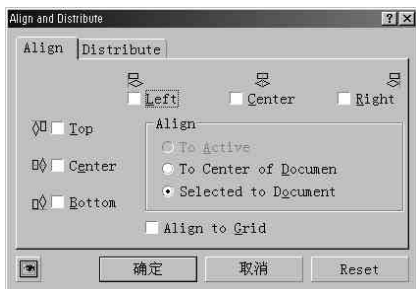 Align and Distribute
Align Distribute
Left Center Right
Top
Align
To Active
Center
To Center of Documen
Selected to Document
Bottom
Align to Grid
确定 取消 Reset